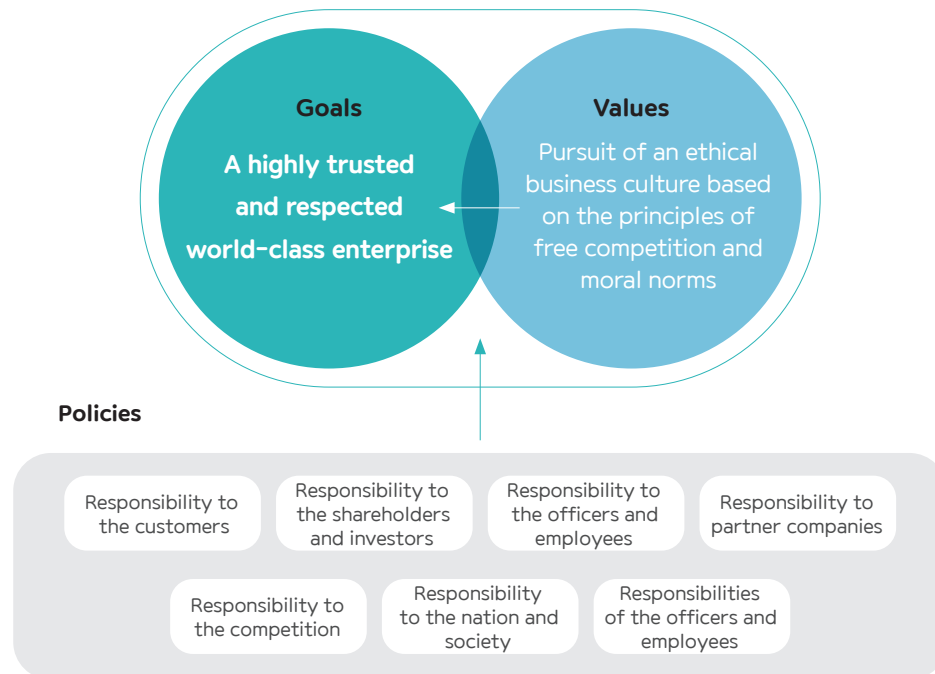 Goals
A highly trusted
and respected
world-class enterprise
Values
Pursuit of an ethical
business culture based
on the principles of
free competition and
moral norms
Policies
Responsibility to
the customers
Responsibility to
the shareholders
and investors
Responsibility to
the officers and
employees
Responsibility to
partner companies
Responsibility to
the competition
Responsibility
to the nation and
society
Responsibilities
of the officers and
employees